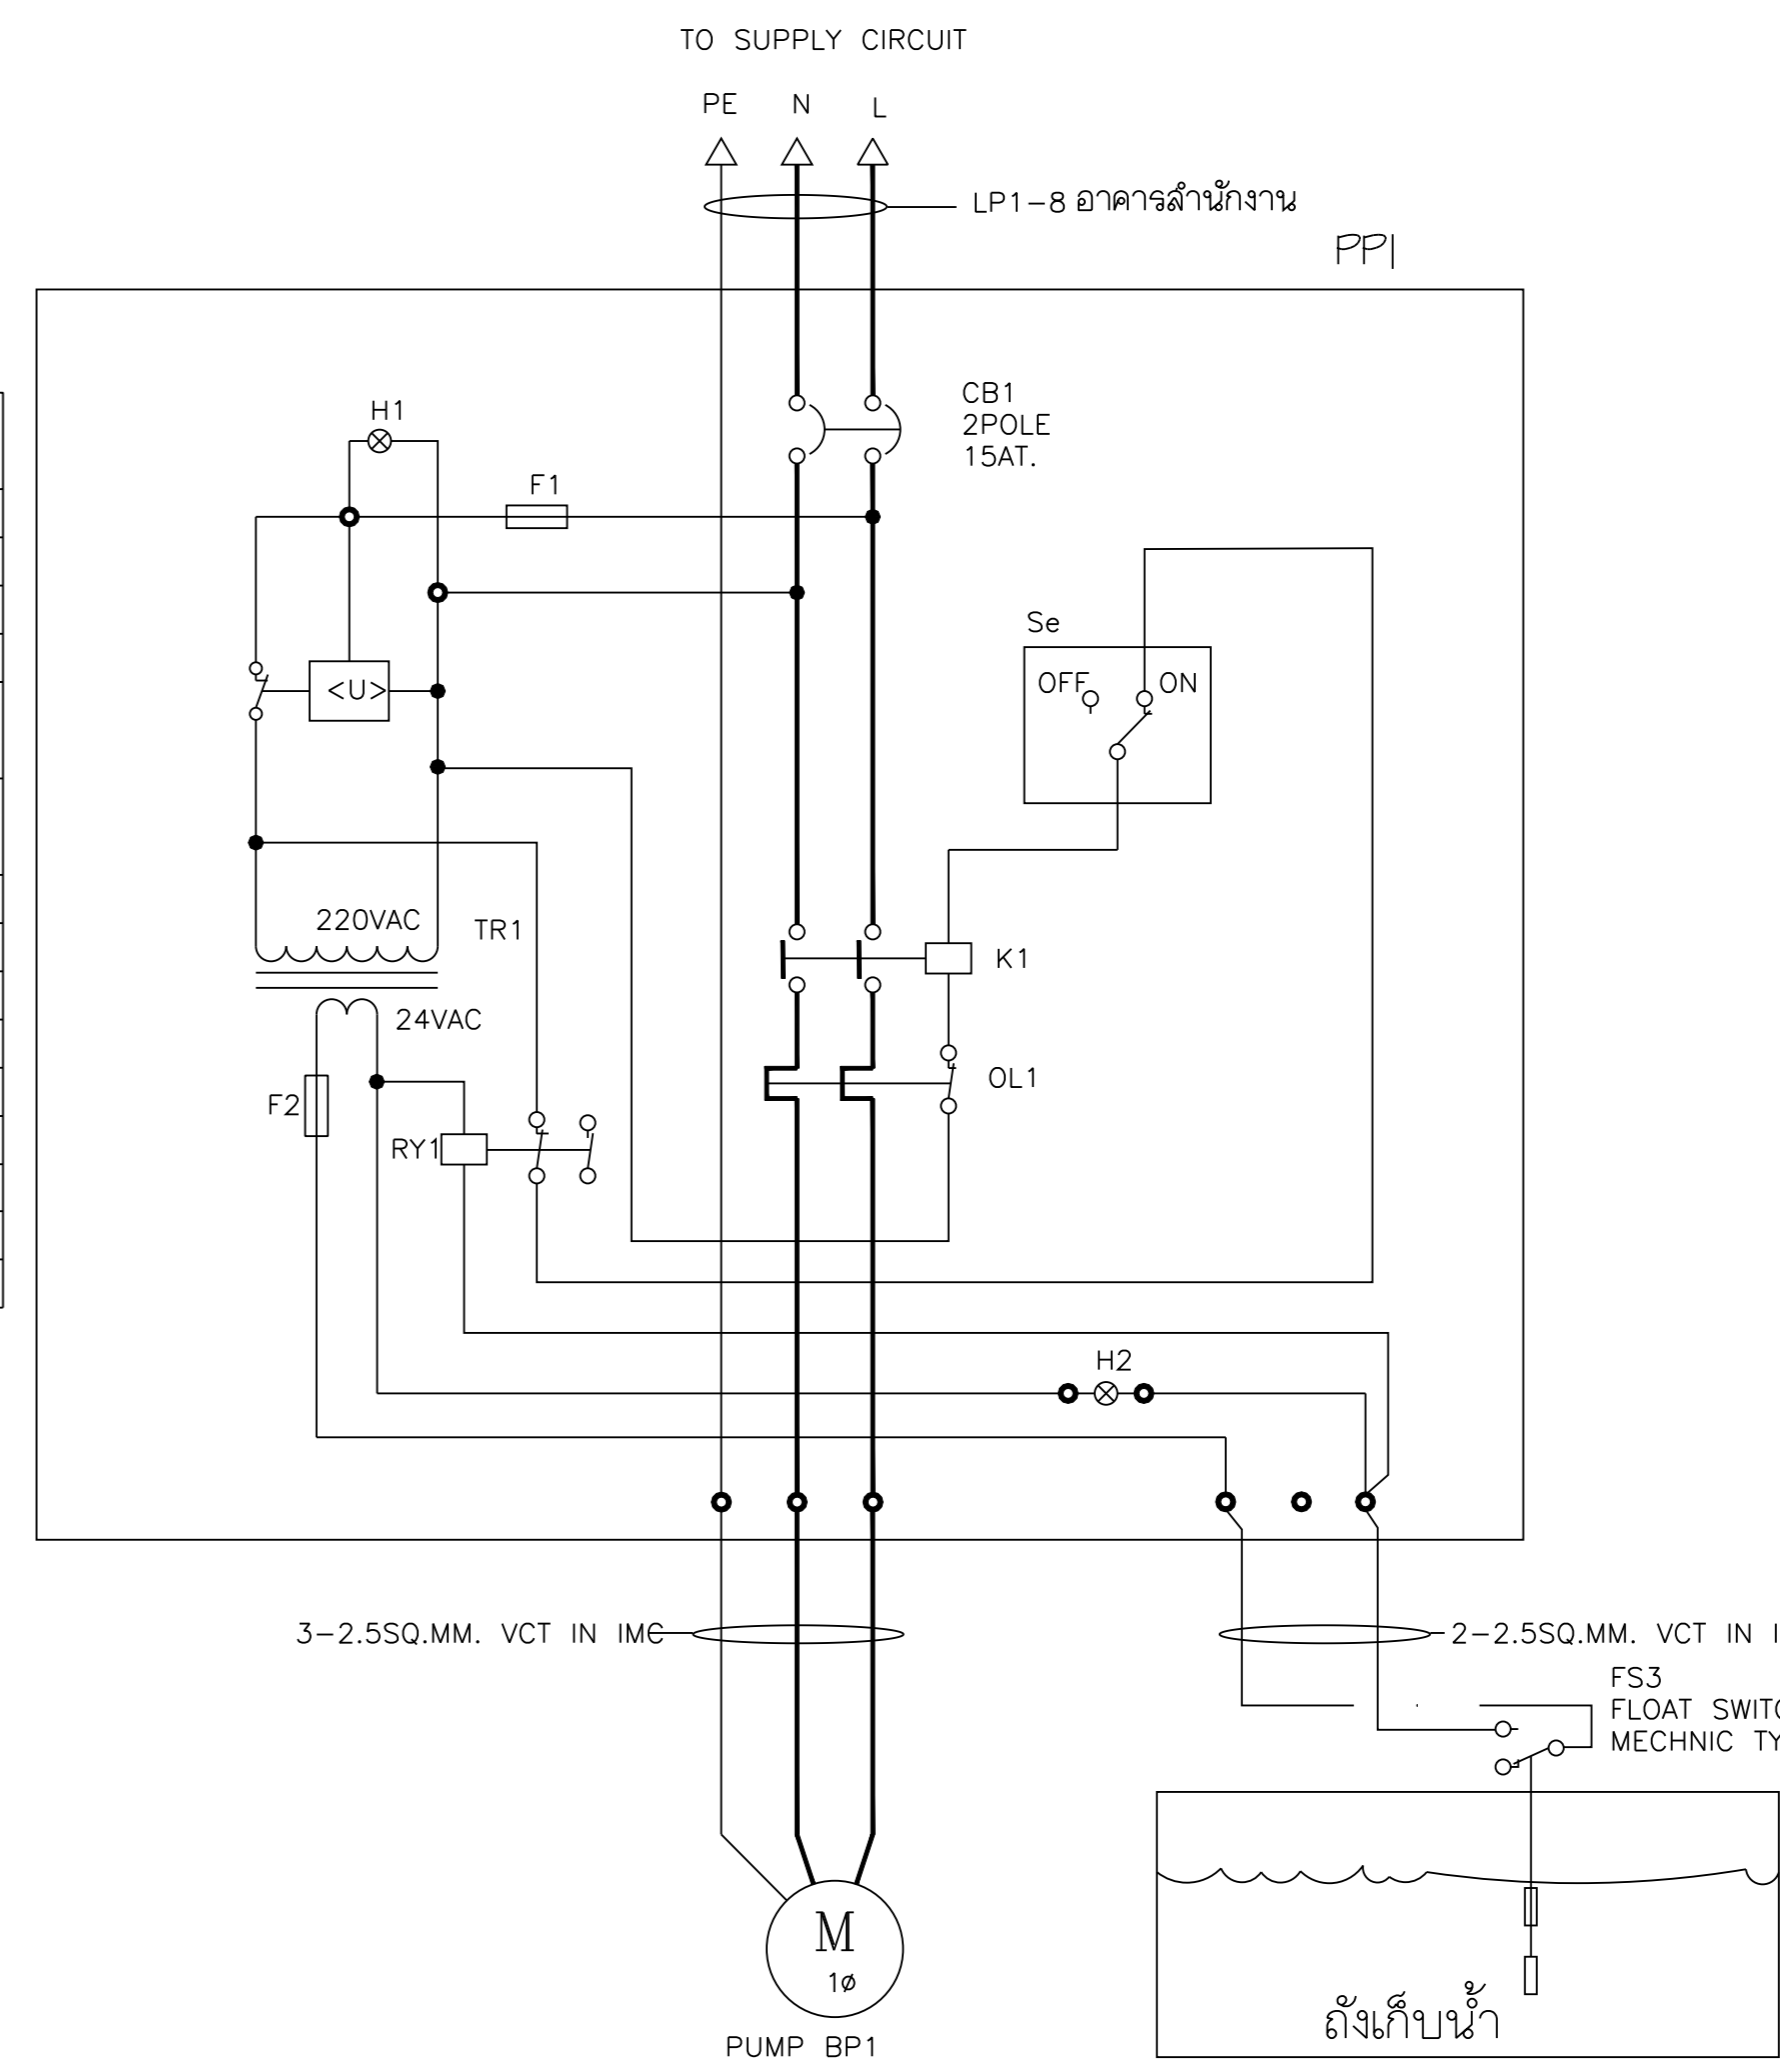 TO SUPPLY CIRCUIT
PE N L
LP1-8 อาคารสำนักงาน
PP1
CB1
2POLE
15AT.
H1
F1
Se
OFF ON
<U>
220VAC
TR1
K1
24VAC
OL1
F2
RY1
H2
3-2.5SQ.MM. VCT IN IMC
2-2.5SQ.MM. VCT IN
FS3
FLOAT
MECHNIC
M
1ø
ถังเก็บน้ำ
PUMP BP1